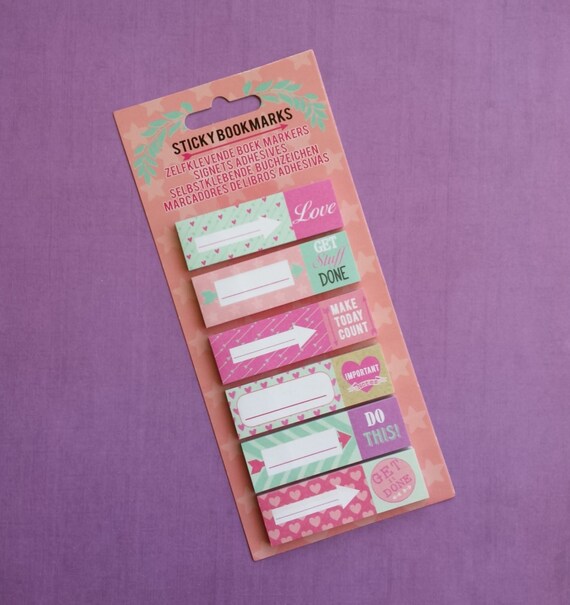 STICKY BOOKMARKS
ZELFKLEVENDE BOEK MARKERS
SIGNETS ADHESIVES
SELBSTKLEBENDE BUCHZEICHEN
MARCADORES DE LIBROS ADHESIVAS
Love
GET
Stuff
DONE
MAKE
TODAY
COUNT
IMPORTANT
DO
THIS!
GET
IT
DONE